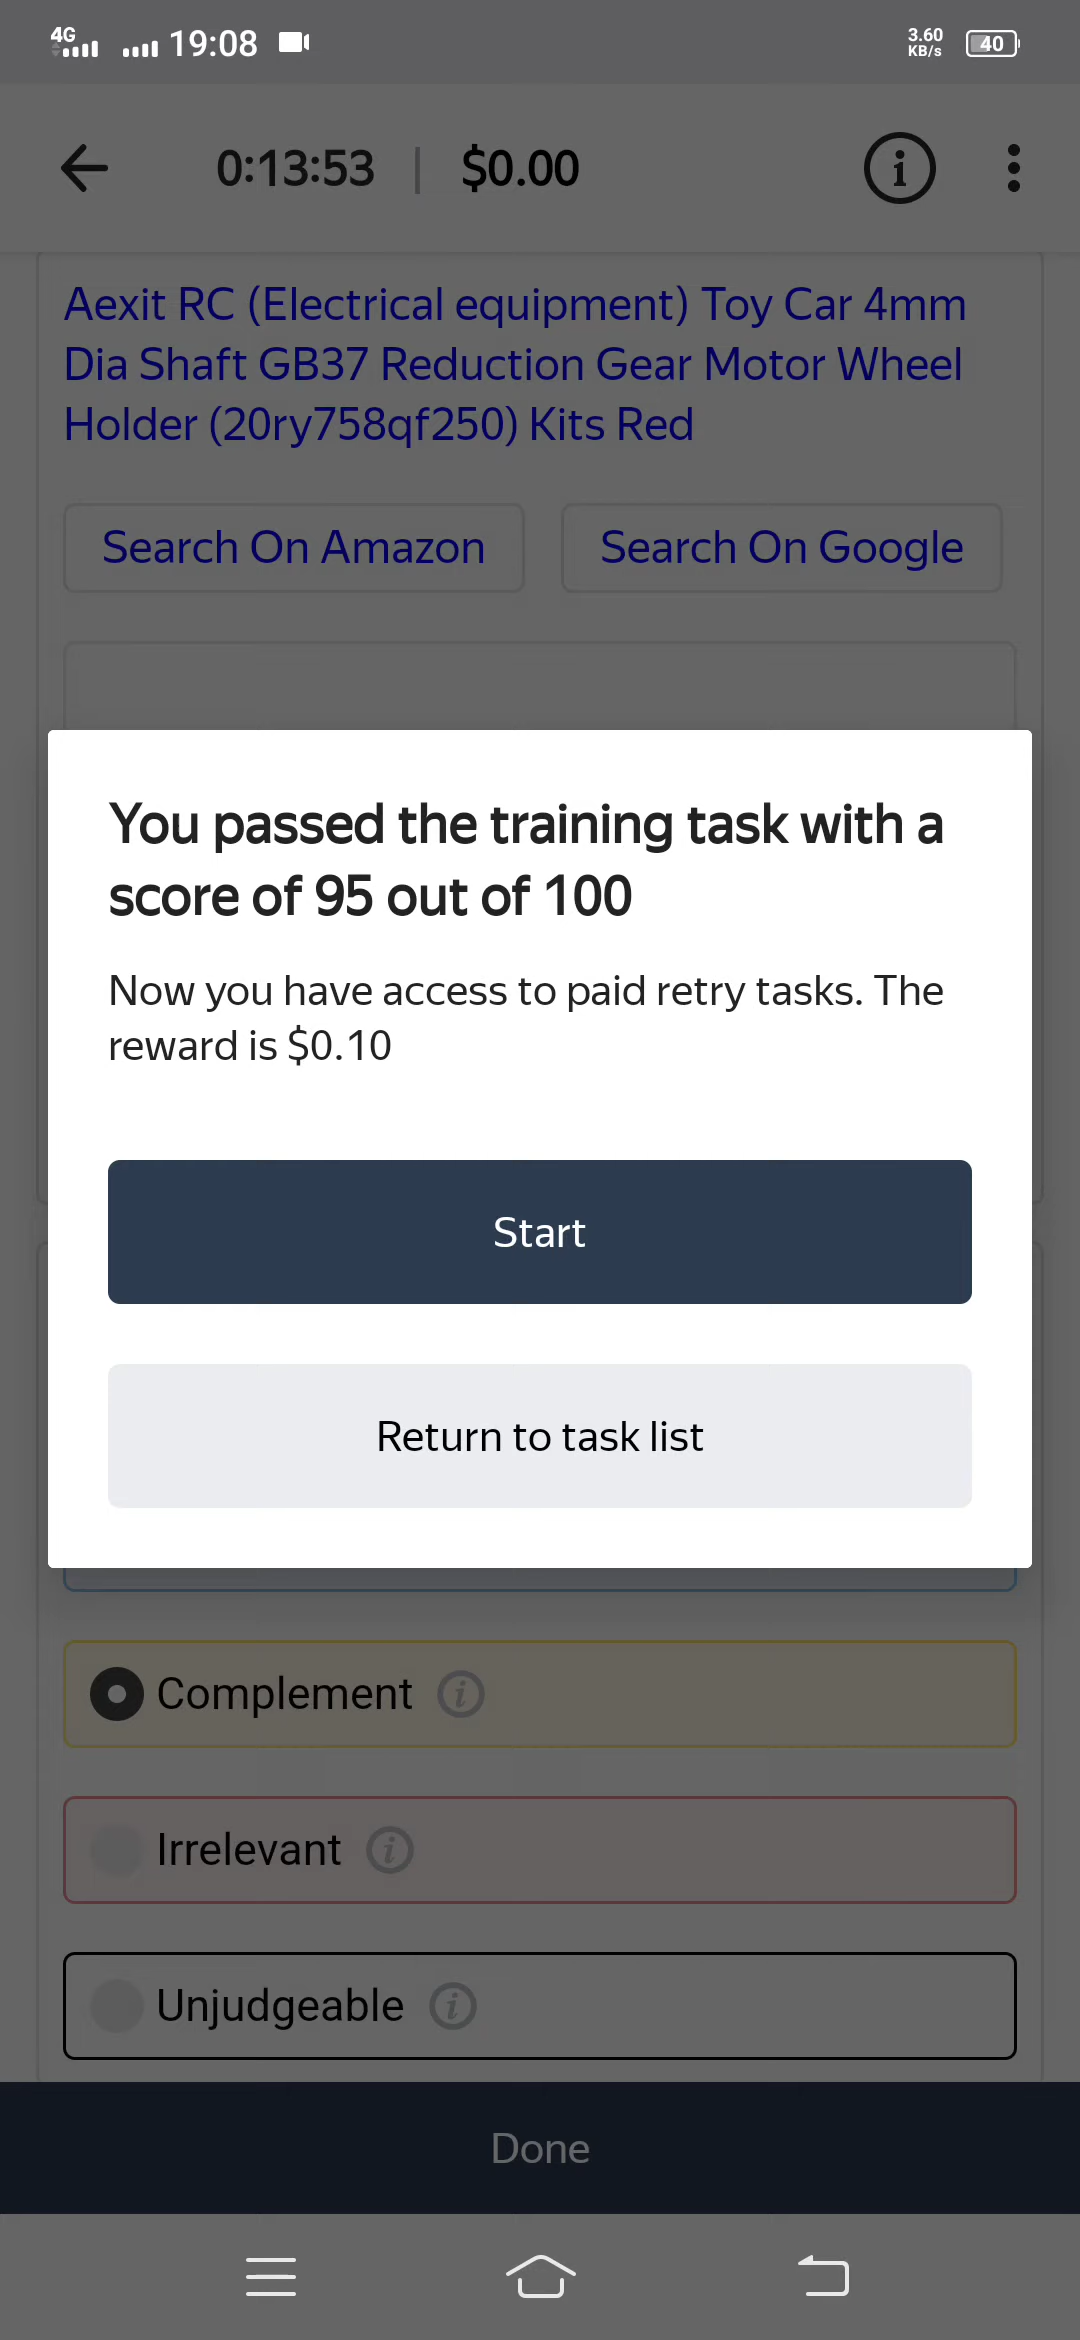 4G 19:08 3.60 KB/s 40
0:13:53 | $0.00
Aexit RC (Electrical equipment) Toy Car 4mm
Dia Shaft GB37 Reduction Gear Motor Wheel
Holder (20ry758qf250) Kits Red
Search On Amazon Search On Google
You passed the training task with a
score of 95 out of 100
Now you have access to paid retry tasks. The
reward is $0.10
Start
Return to task list
Complement
Irrelevant
Unjudgeable
Done